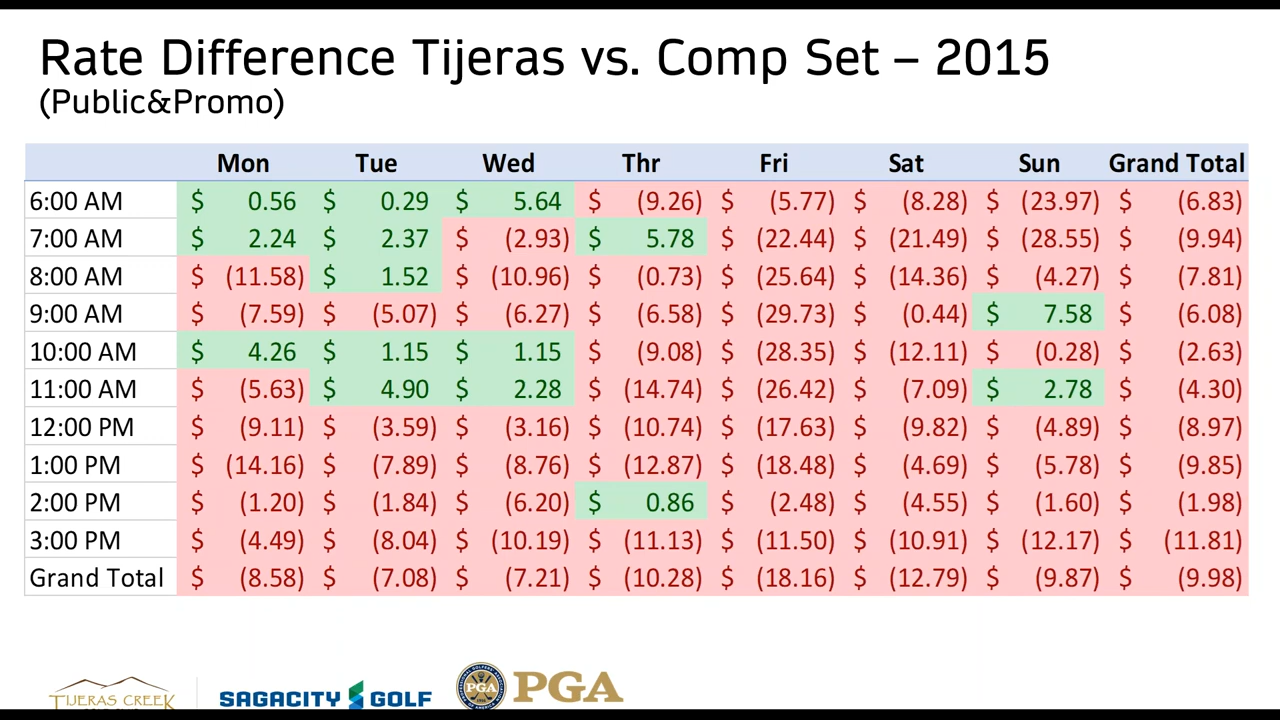 Rate Difference Tijeras vs. Comp Set – 2015
(Public&Promo)
Mon Tue Wed Thr Fri Sat Sun Grand Total
6:00 AM $ 0.56 $ 0.29 $ 5.64 $ (9.26) $ (5.77) $ (8.28) $ (23.97) $ (6.83)
7:00 AM $ 2.24 $ 2.37 $ (2.93) $ 5.78 $ (22.44) $ (21.49) $ (28.55) $ (9.94)
8:00 AM $ (11.58) $ 1.52 $ (10.96) $ (0.73) $ (25.64) $ (14.36) $ (4.27) $ (7.81)
9:00 AM $ (7.59) $ (5.07) $ (6.27) $ (6.58) $ (29.73) $ (0.44) $ 7.58 $ (6.08)
10:00 AM $ 4.26 $ 1.15 $ 1.15 $ (9.08) $ (28.35) $ (12.11) $ (0.28) $ (2.63)
11:00 AM $ (5.63) $ 4.90 $ 2.28 $ (14.74) $ (26.42) $ (7.09) $ 2.78 $ (4.30)
12:00 PM $ (9.11) $ (3.59) $ (3.16) $ (10.74) $ (17.63) $ (9.82) $ (4.89) $ (8.97)
1:00 PM $ (14.16) $ (7.89) $ (8.76) $ (12.87) $ (18.48) $ (4.69) $ (5.78) $ (9.85)
2:00 PM $ (1.20) $ (1.84) $ (6.20) $ 0.86 $ (2.48) $ (4.55) $ (1.60) $ (1.98)
3:00 PM $ (4.49) $ (8.04) $ (10.19) $ (11.13) $ (11.50) $ (10.91) $ (12.17) $ (11.81)
Grand Total $ (8.58) $ (7.08) $ (7.21) $ (10.28) $ (18.16) $ (12.79) $ (9.87) $ (9.98)
TIJERAS CREEK
SAGACITY GOLF
PGA
PGA